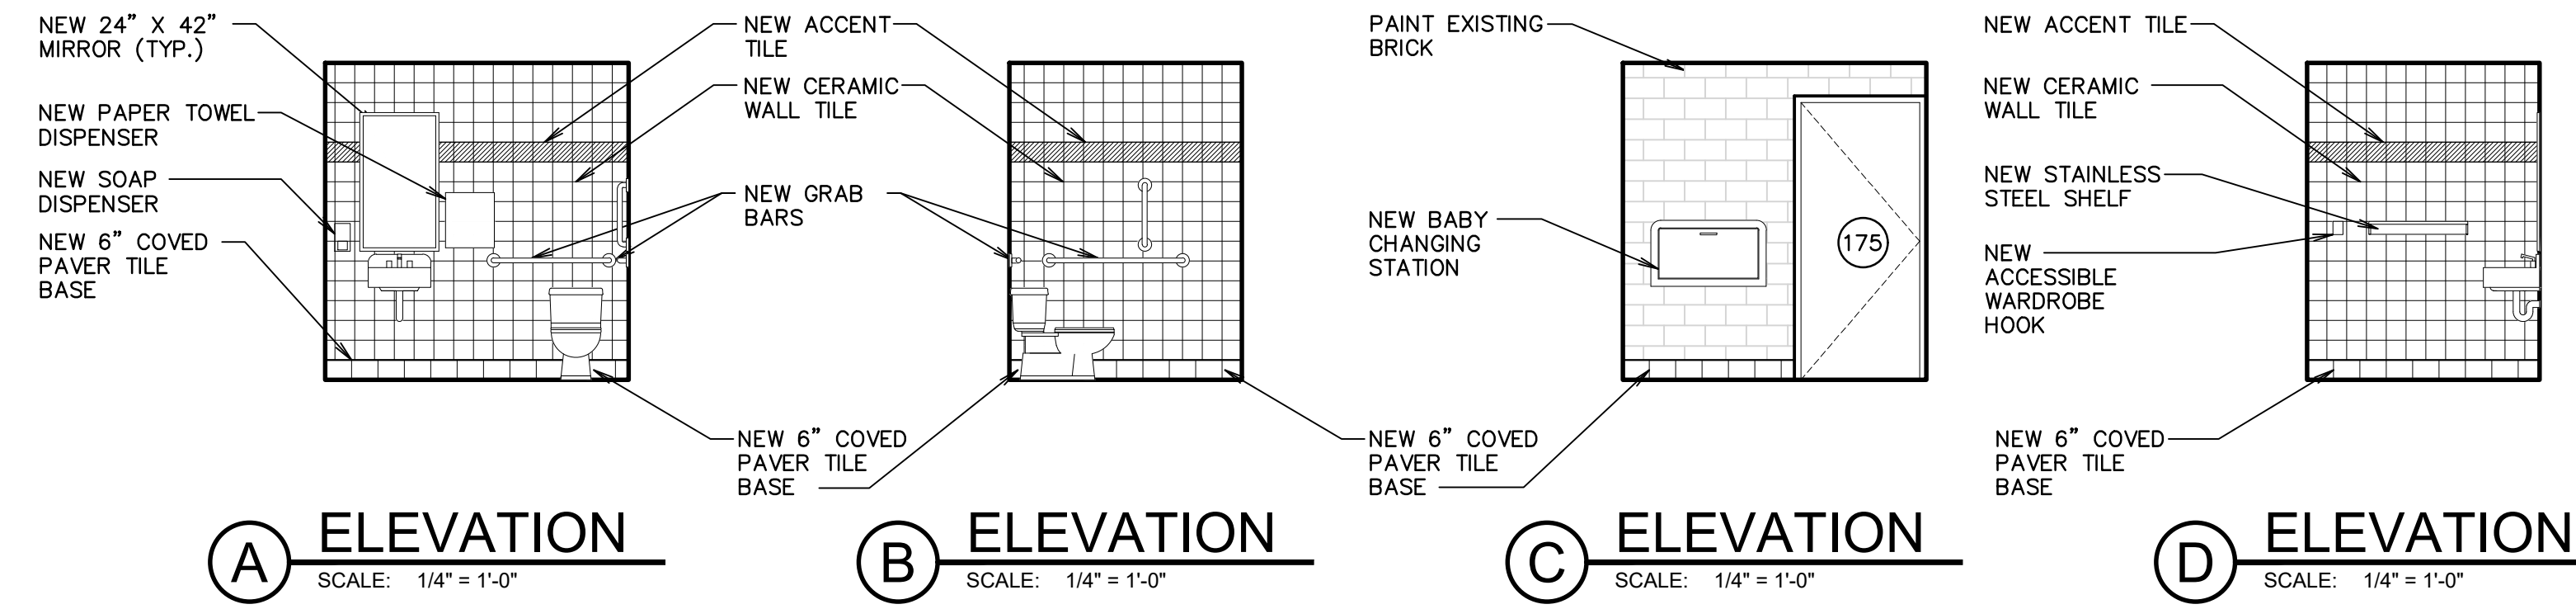 NEW 24” X 42”
MIRROR (TYP.)
NEW PAPER TOWEL
DISPENSER
NEW SOAP
DISPENSER
NEW 6” COVED
PAVER TILE
BASE
NEW ACCENT
TILE
NEW CERAMIC
WALL TILE
NEW GRAB
BARS
NEW 6” COVED
PAVER TILE
BASE
PAINT EXISTING
BRICK
NEW BABY
CHANGING
STATION
175
NEW 6” COVED
PAVER TILE
BASE
NEW ACCENT TILE
NEW CERAMIC
WALL TILE
NEW STAINLESS
STEEL SHELF
NEW
ACCESSIBLE
WARDROBE
HOOK
NEW 6” COVED
PAVER TILE
BASE
A ELEVATION
SCALE: 1/4" = 1'-0"
B ELEVATION
SCALE: 1/4" = 1'-0"
C ELEVATION
SCALE: 1/4" = 1'-0"
D ELEVATION
SCALE: 1/4" = 1'-0"